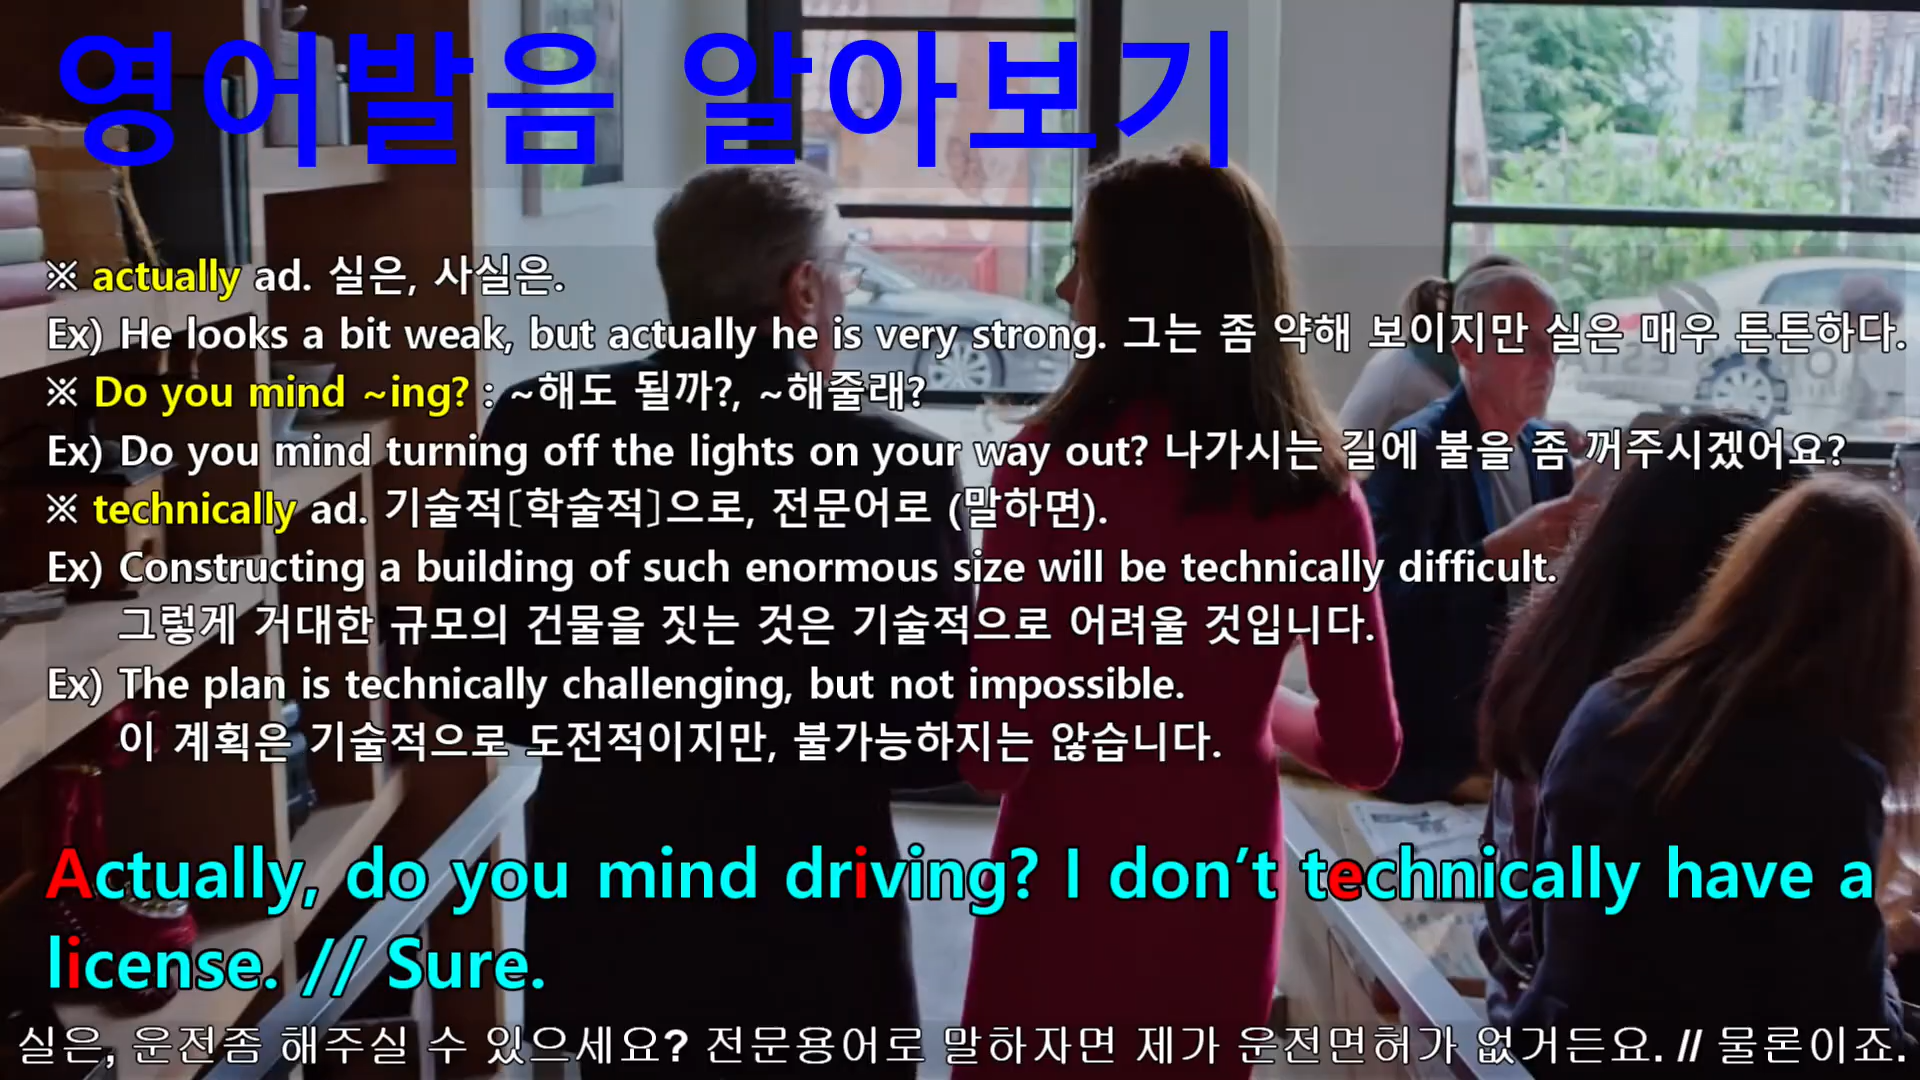 영어발음 알아보기
※ actually ad. 실은, 사실은.
Ex) He looks a bit weak, but actually he is very strong. 그는 좀 약해 보이지만 실은 매우 튼튼하다.
※ Do you mind ~ing? : ~해도 될까?, ~해줄래?
Ex) Do you mind turning off the lights on your way out? 나가시는 길에 불을 좀 꺼주시겠어요?
※ technically ad. 기술적[학술적]으로, 전문어로 (말하면).
Ex) Constructing a building of such enormous size will be technically difficult.
그렇게 거대한 규모의 건물을 짓는 것은 기술적으로 어려울 것입니다.
Ex) The plan is technically challenging, but not impossible.
이 계획은 기술적으로 도전적이지만, 불가능하지는 않습니다.
Actually, do you mind driving? I don’t technically have a
license. // Sure.
실은, 운전좀 해주실 수 있으세요? 전문용어로 말하자면 제가 운전면허가 없거든요. // 물론이죠.